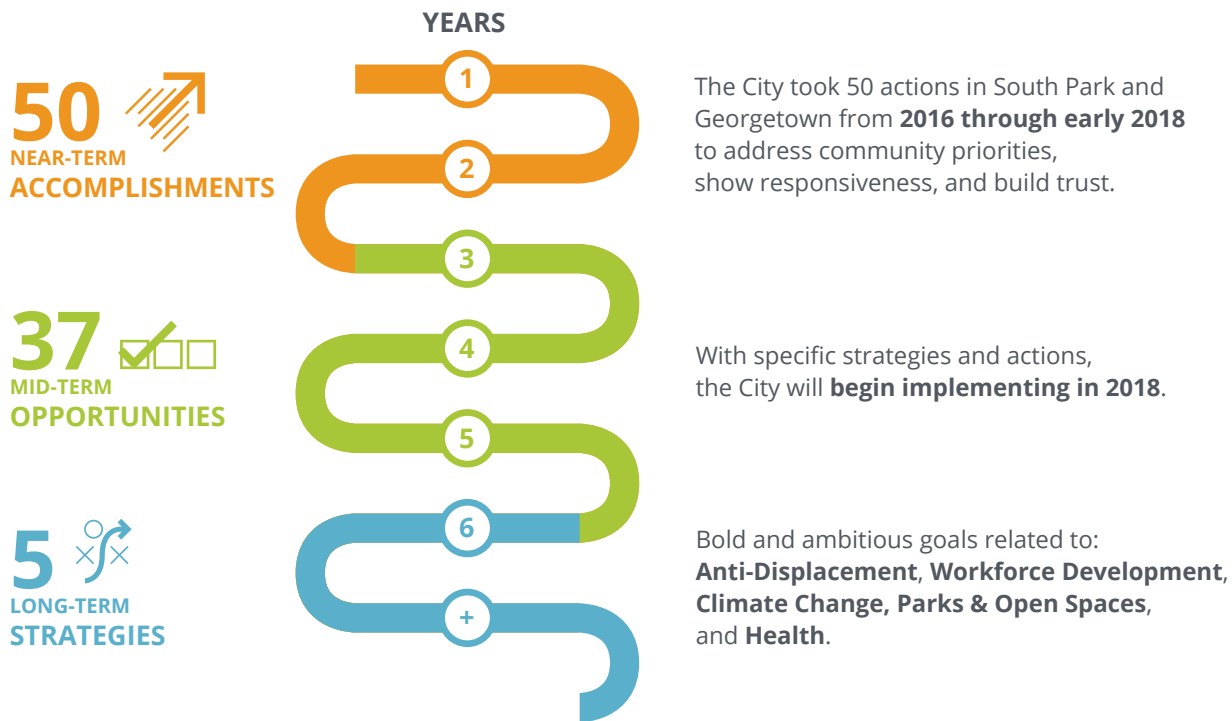 YEARS
50
NEAR-TERM
ACCOMPLISHMENTS
1
2
The City took 50 actions in South Park and
Georgetown from 2016 through early 2018
to address community priorities,
show responsiveness, and build trust.
37
MID-TERM
OPPORTUNITIES
3
4
5
With specific strategies and actions,
the City will begin implementing in 2018.
5
LONG-TERM
STRATEGIES
6
+
Bold and ambitious goals related to:
Anti-Displacement, Workforce Development,
Climate Change, Parks & Open Spaces,
and Health.